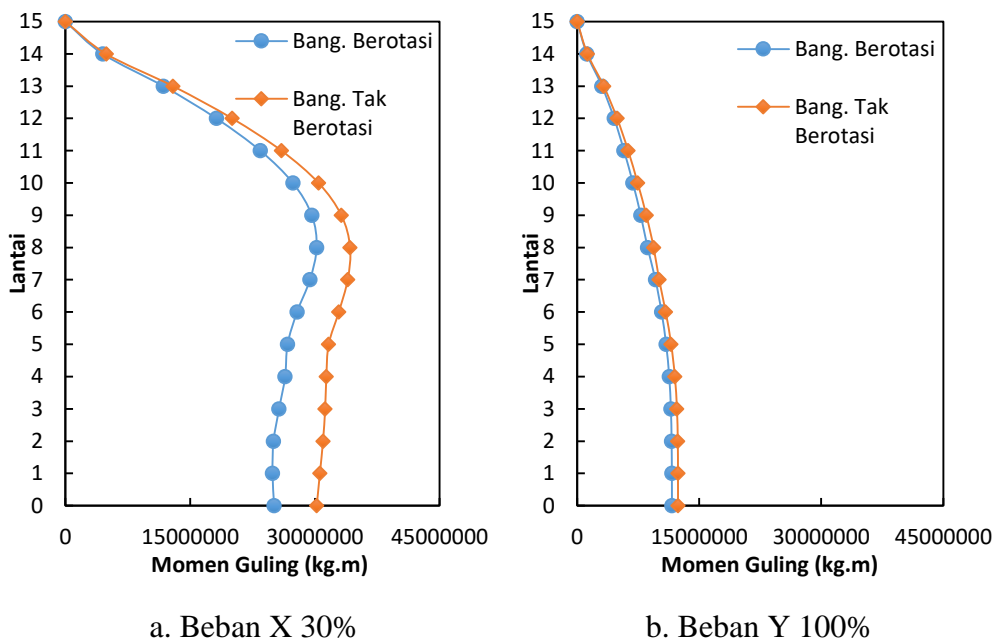 15
14
13
12
11
10
9
8
7
6
5
4
3
2
1
0
Lantai
Bang. Berotasi
Bang. Tak
Berotasi
0 15000000 30000000 45000000
Momen Guling (kg.m)
a. Beban X 30%
15
14
13
12
11
10
9
8
7
6
5
4
3
2
1
0
Lantai
Bang. Berotasi
Bang. Tak
Berotasi
0 15000000 30000000 45000000
Momen Guling (kg.m)
b. Beban Y 100%